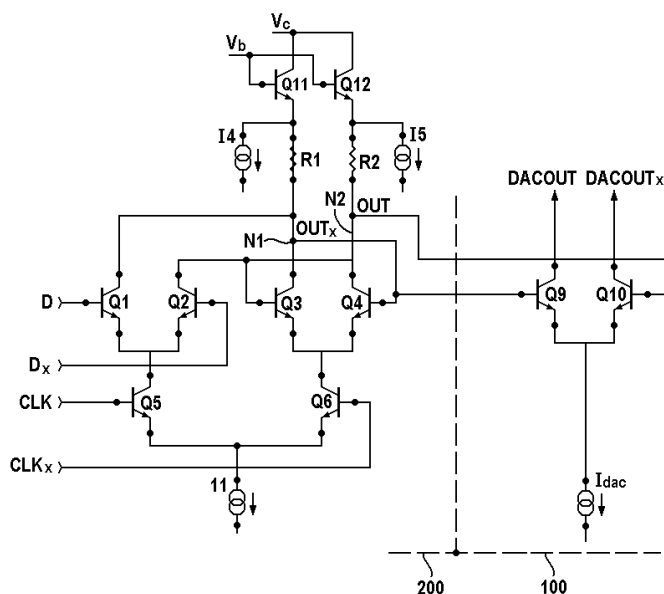 Vc
Vb
Q11
Q12
I4
I5
R1
R2
DACOUT
DACOUTx
N2
OUT
N1
OUTx
D
Q1
Q2
Q3
Q4
Q9
Q10
Dx
CLK
Q5
Q6
CLKx
11
Idac
200
100